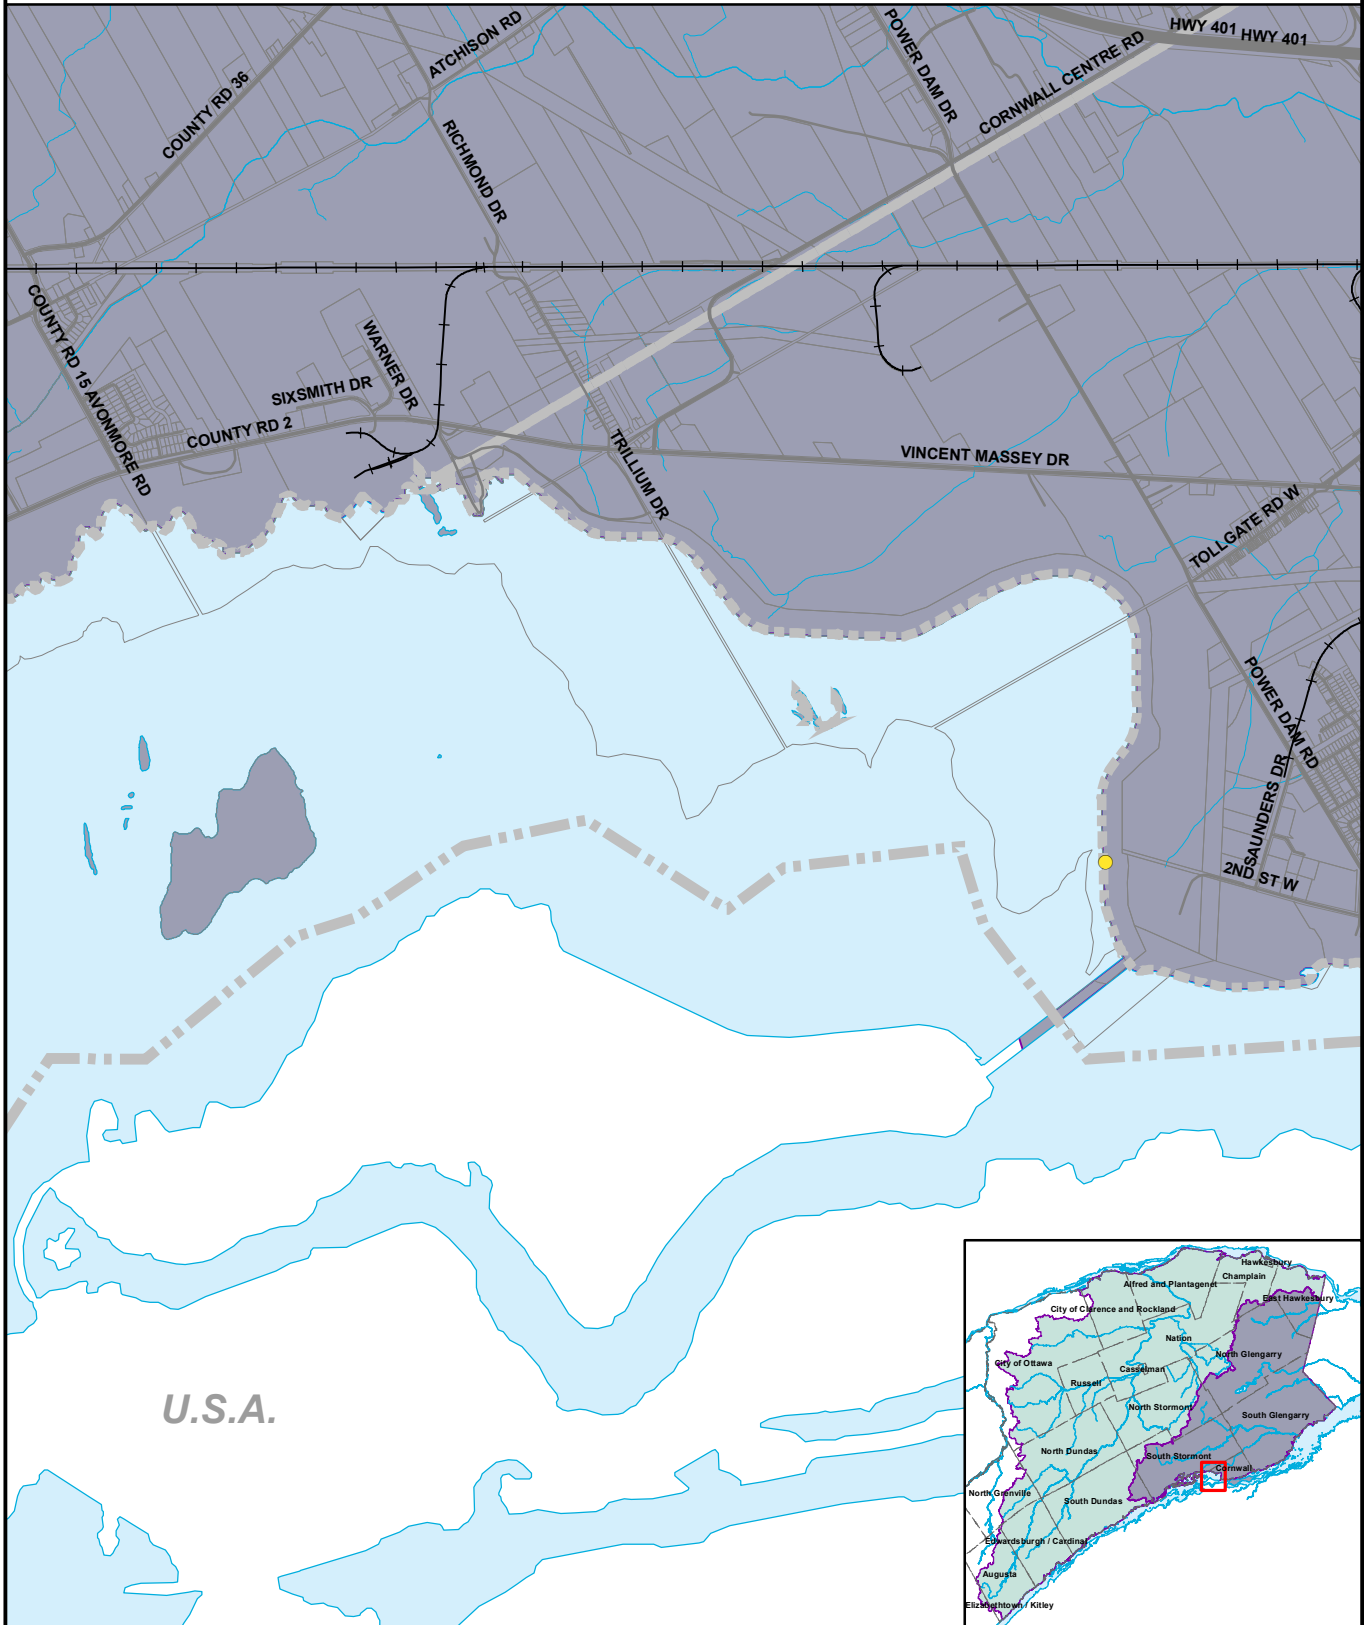 HWY 401 HWY 401
ATCHISON RD
POWER DAM DR
CORNWALL CENTRE RD
COUNTY RD 36
RICHMOND DR
COUNTY RD 15 AVONMORE RD
WARNER DR
SIXSMITH DR
COUNTY RD 2
TRILLIUM DR
VINCENT MASSEY DR
TOLLGATE RD W
POWER DAM RD
SAUNDERS DR
2ND ST W
U.S.A.
Hawkesbury
Champlain
Alfred and Plantagenet
East Hawkesbury
City of Clarence and Rockland
Nation
North Glengarry
City of Ottawa
Casselman
Russell
North Stormont
South Glengarry
North Dundas
South Stormont
Cornwall
North Grenville
South Dundas
Edwardsburgh / Cardinal
Augusta
Elizabethtown / Kitley